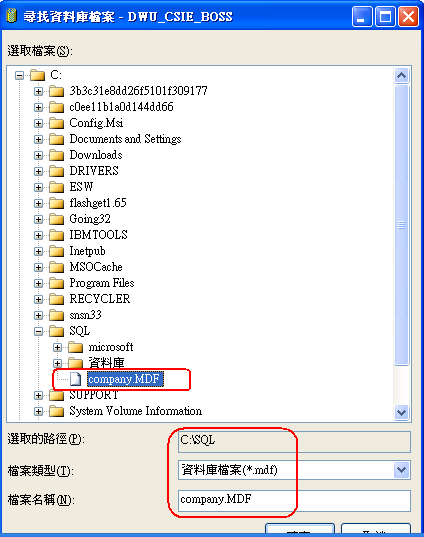 尋找資料庫檔案 - DWU_CSIE_BOSS
選取檔案(S):
C:
3b3c31e8dd26f5101f309177
c0ee11b1a0d144dd66
Config.Msi
Documents and Settings
Downloads
DRIVERS
ESW
flashget1.65
Going32
IBMTOOLS
Inetpub
MSOCache
Program Files
RECYCLER
snsn33
SQL
microsoft
資料庫
company.MDF
SUPPORT
System Volume Information
選取的路徑(P):
C:\SQL
檔案類型(T):
資料庫檔案(*.mdf)
檔案名稱(N):
company.MDF